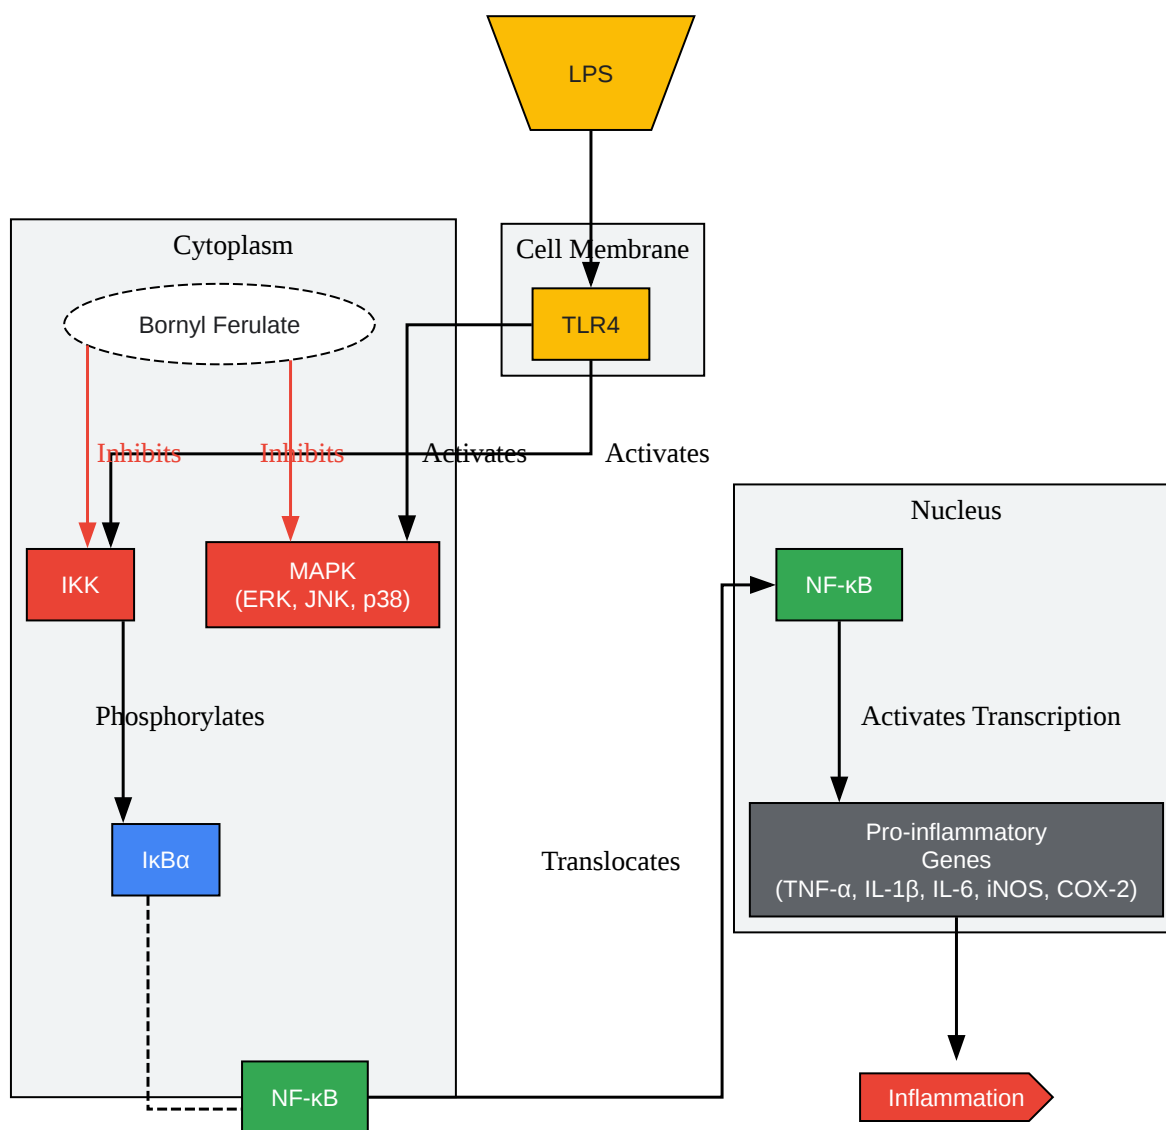 LPS
Cytoplasm
Cell Membrane
Bornyl Ferulate
TLR4
Inhibits
Inhibits
Activates
Activates
Nucleus
IKK
MAPK
(ERK, JNK, p38)
NF-κB
Phosphorylates
Activates Transcription
IκBα
Translocates
Pro-inflammatory
Genes
(TNF-α, IL-1β, IL-6, iNOS, COX-2)
NF-κB
Inflammation